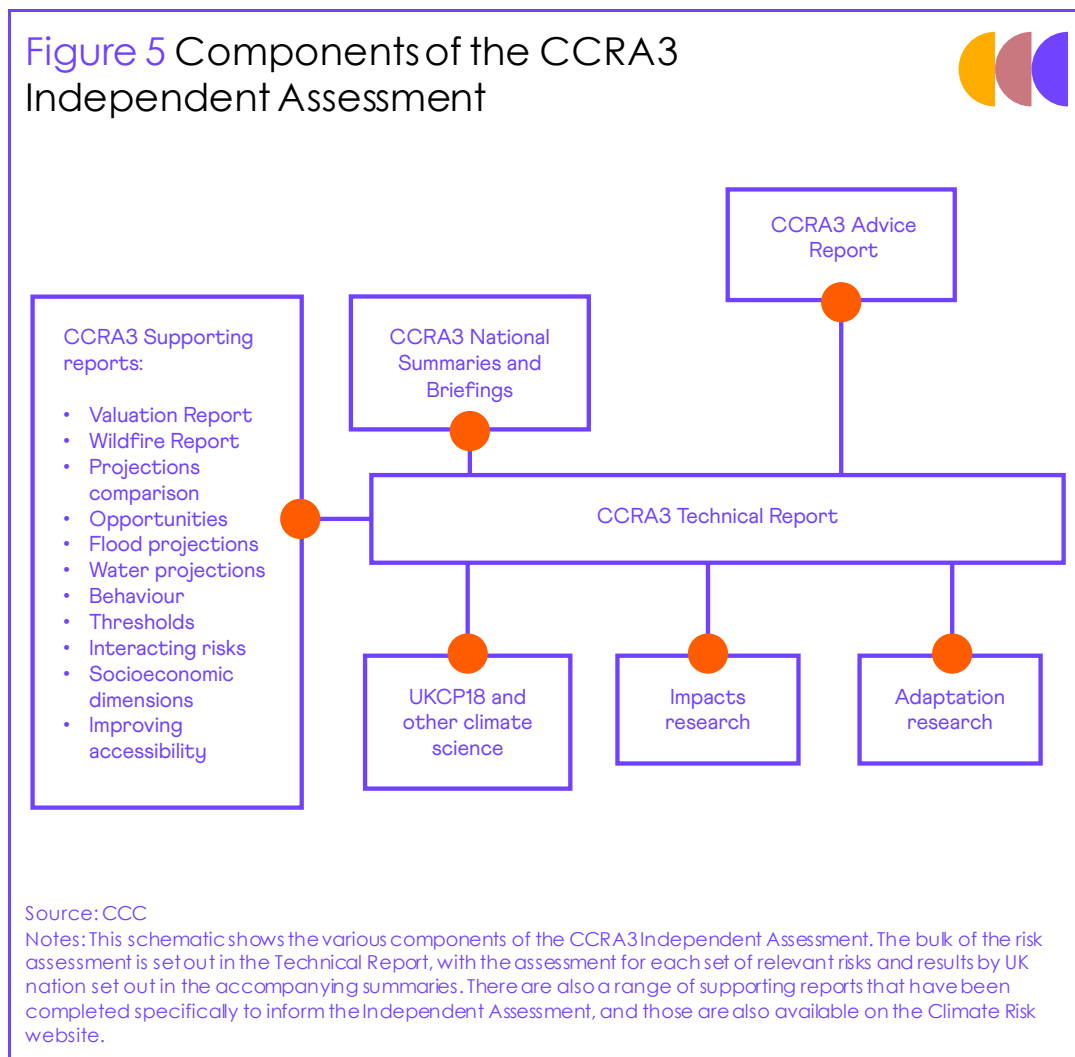 Figure 5 Components of the CCRA3
Independent Assessment
CCRA3 Advice
Report
CCRA3 Supporting
reports:
• Valuation Report
• Wildfire Report
• Projections
comparison
• Opportunities
• Flood projections
• Water projections
• Behaviour
• Thresholds
• Interacting risks
• Socioeconomic
dimensions
• Improving
accessibility
CCRA3 National
Summaries and
Briefings
CCRA3 Technical Report
UKCP18 and
other climate
science
Impacts
research
Adaptation
research
Source: CCC
Notes: This schematic shows the various components of the CCRA3 Independent Assessment. The bulk of the risk
assessment is set out in the Technical Report, with the assessment for each set of relevant risks and results by UK
nation set out in the accompanying summaries. There are also a range of supporting reports that have been
completed specifically to inform the Independent Assessment, and those are also available on the Climate Risk
website.